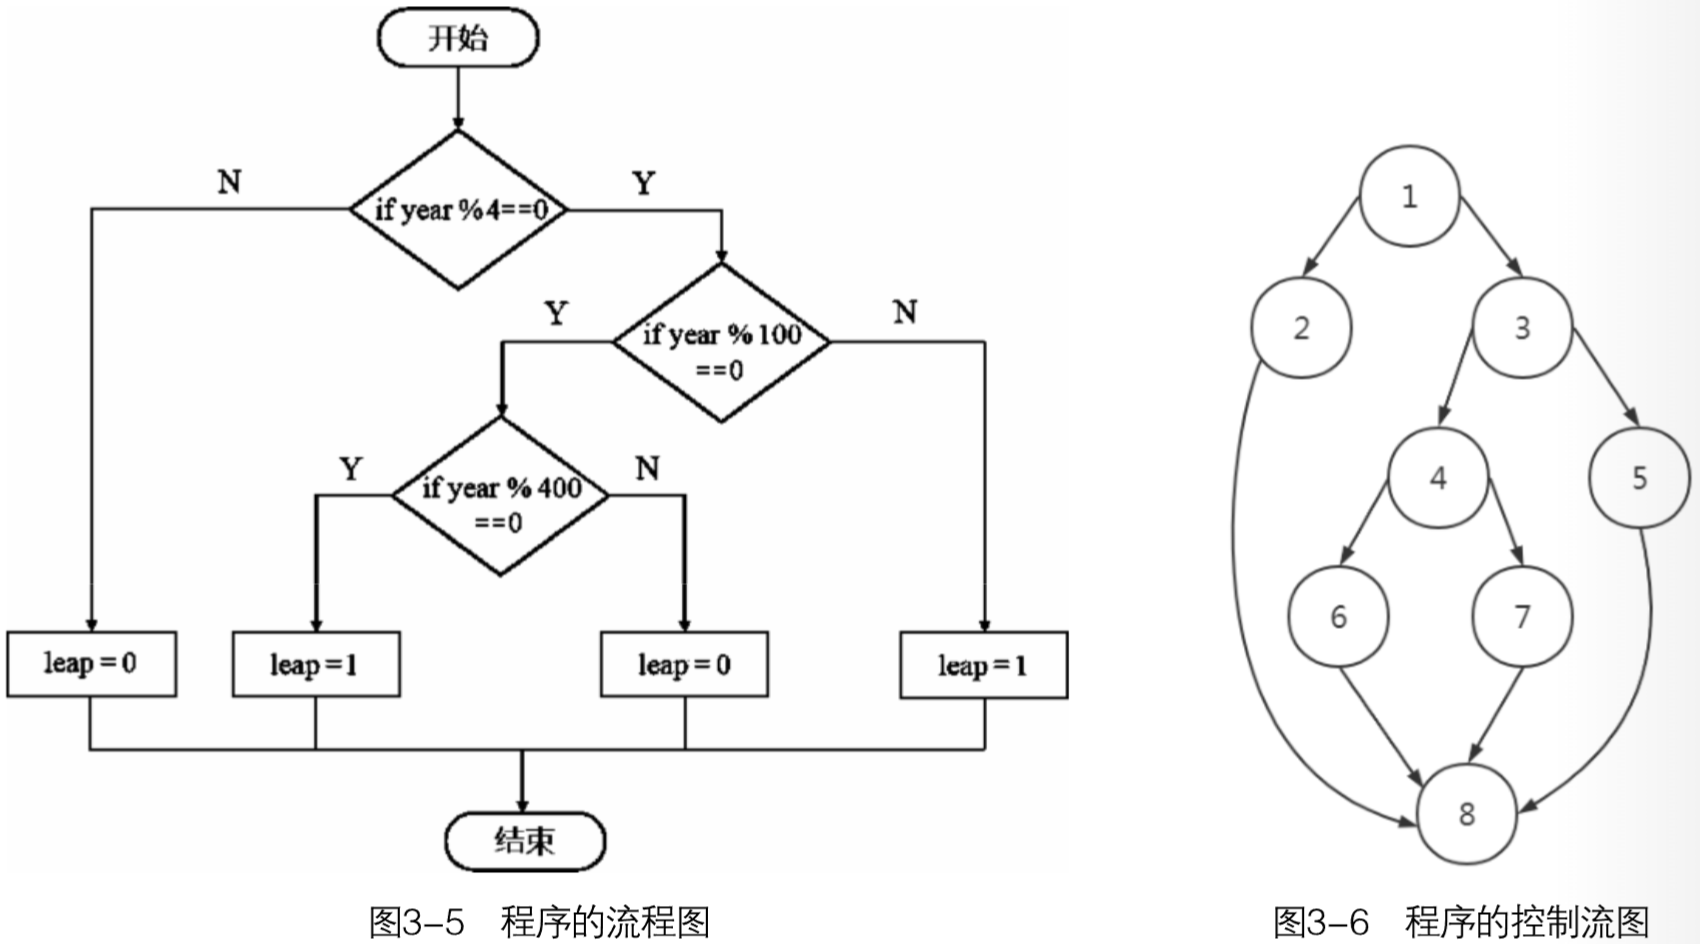 开始
N
Y
if year %4==0
Y
N
if year %100
==0
Y
N
if year %400
==0
leap = 0
leap =1
leap = 0
leap = 1
结束
图3-5 程序的流程图
1
2
3
4
5
6
7
8
图3-6 程序的控制流图